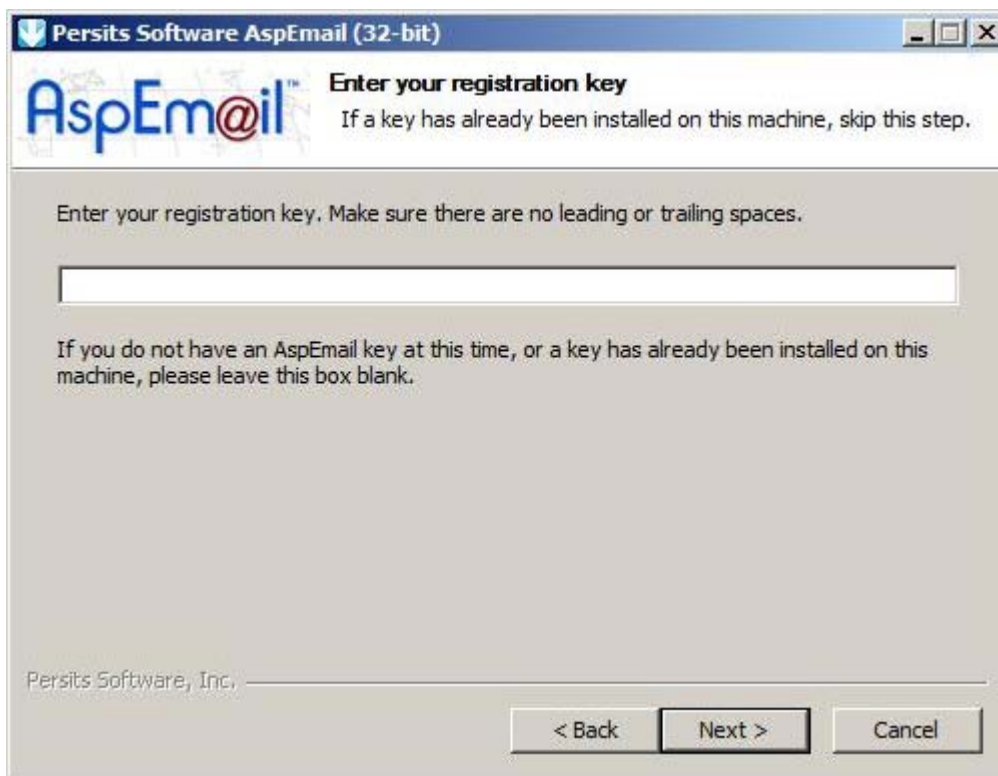 Persits Software AspEmail (32-bit)
AspEm@il™
Enter your registration key
If a key has already been installed on this machine, skip this step.
Enter your registration key. Make sure there are no leading or trailing spaces.
If you do not have an AspEmail key at this time, or a key has already been installed on this
machine, please leave this box blank.
Persits Software, Inc.
< Back
Next >
Cancel